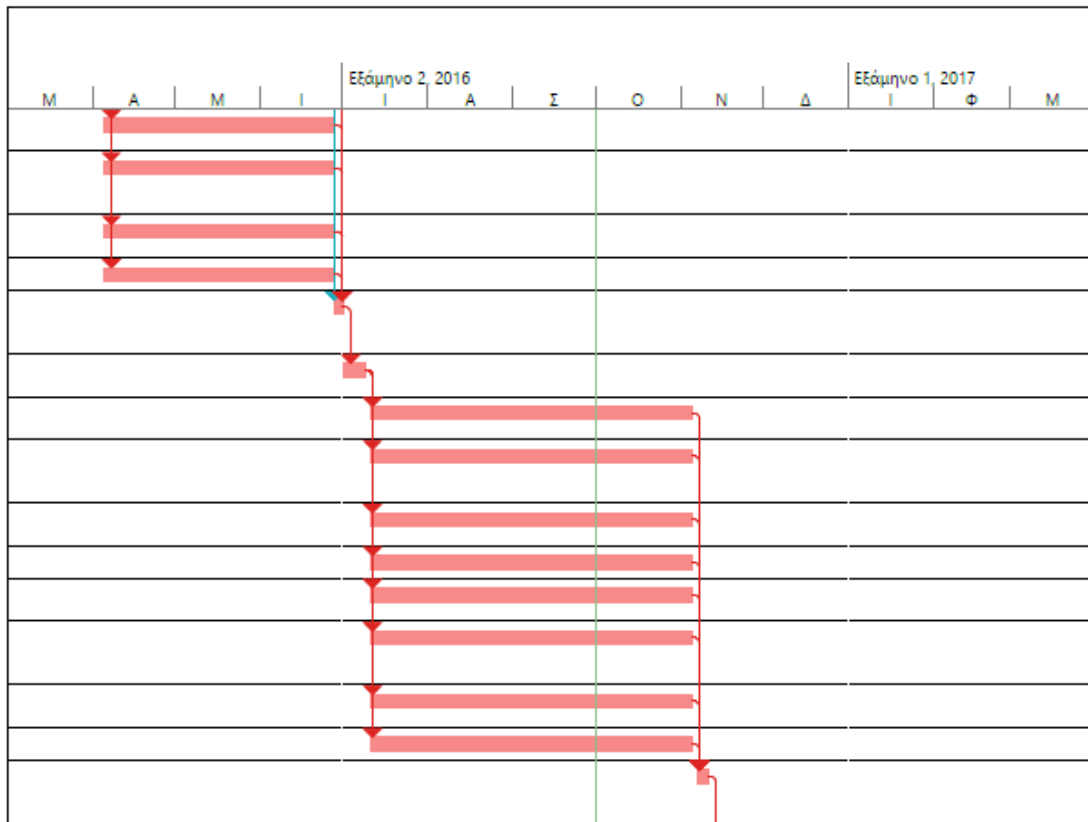 Εξάμηνο 2, 2016 Εξάμηνο 1, 2017
Μ Α Μ Ι Ι Α Σ Ο Ν Δ Ι Φ Μ